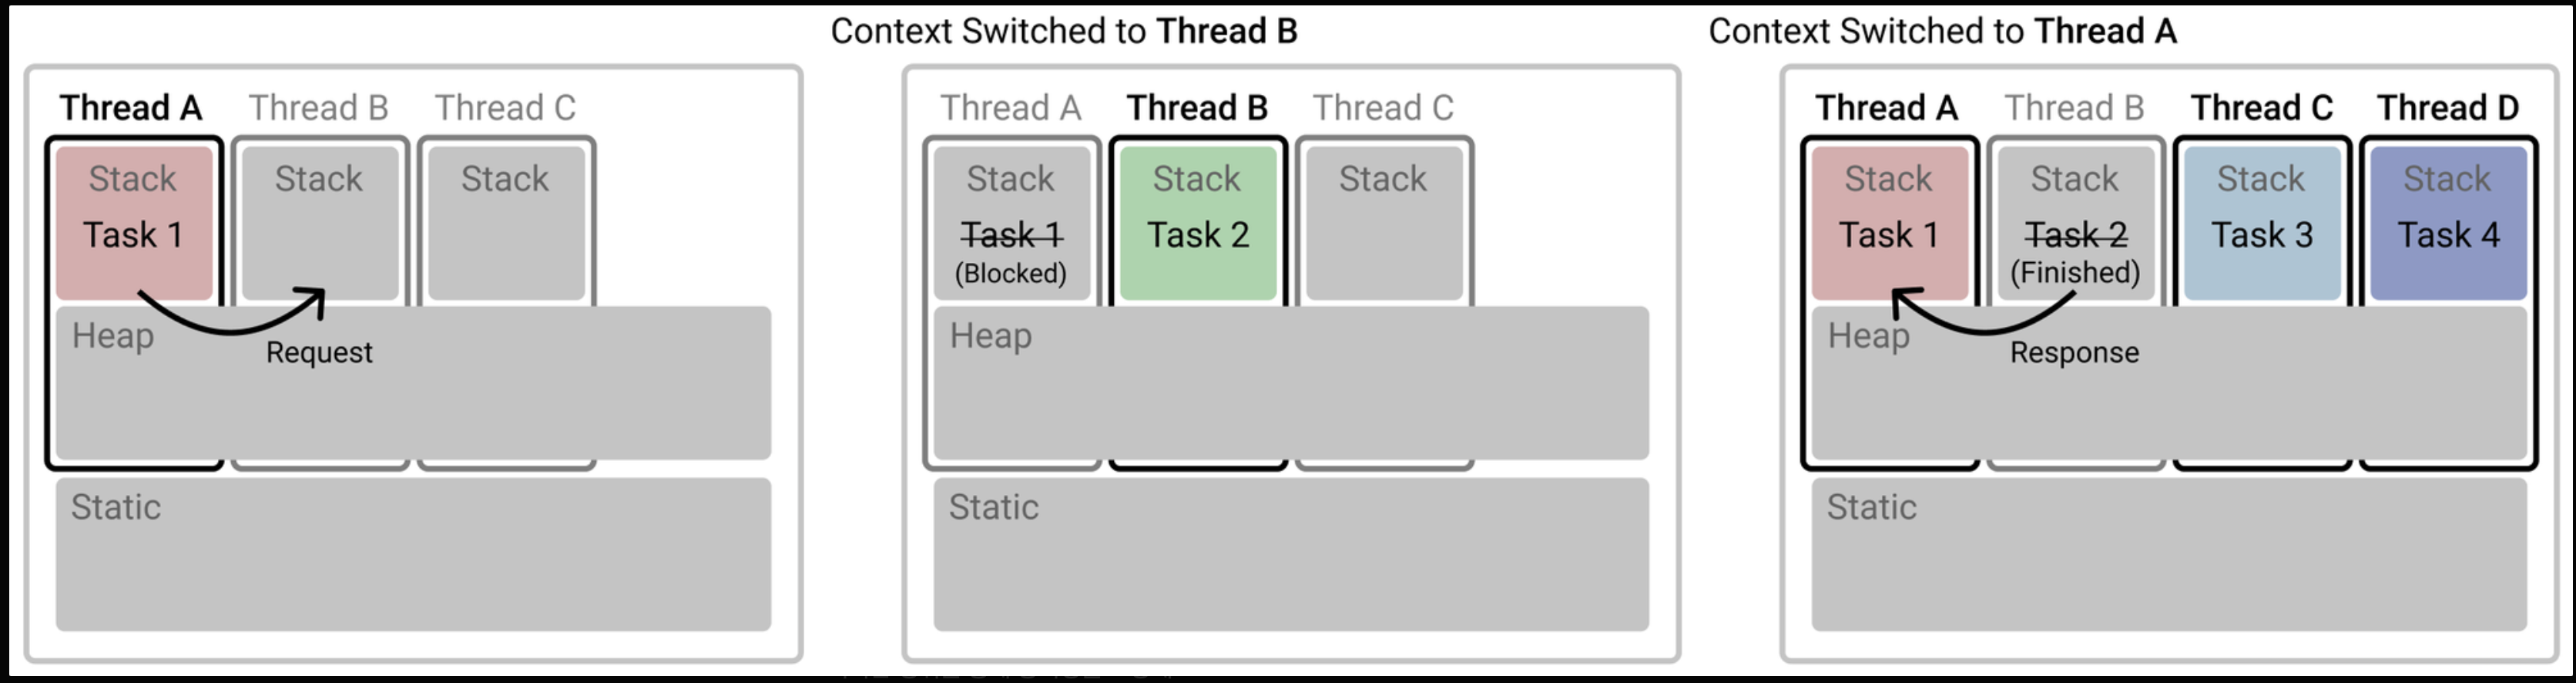 Context Switched to Thread B
Context Switched to Thread A
Thread A Thread B Thread C
Stack Stack Stack
Task 1
Heap
Request
Static
Thread A Thread B Thread C
Stack Stack Stack
Task 1 Task 2
(Blocked)
Heap
Static
Thread A Thread B Thread C Thread D
Stack Stack Stack Stack
Task 1 Task 2 Task 3 Task 4
(Finished)
Heap
Response
Static